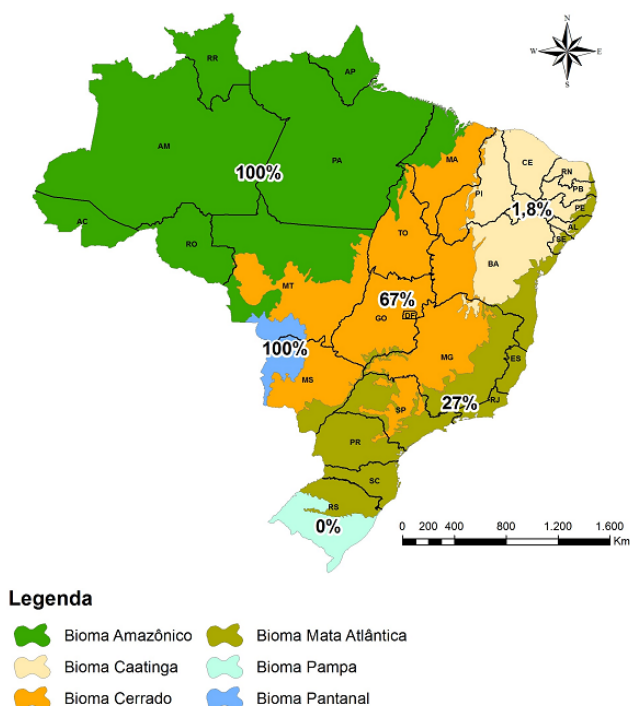 N
W E
S
RR
AP
AM
PA
MA
CE
RN
PB
PE
AL
SE
PI
100%
1,8%
AC
RO
TO
BA
MT
67%
GO
DF
100%
MG
ES
MS
27%
RJ
SP
PR
SC
RS
0%
0 200 400 800 1.200 1.600
Km
Legenda
Bioma Amazônico
Bioma Mata Atlântica
Bioma Caatinga
Bioma Pampa
Bioma Cerrado
Bioma Pantanal